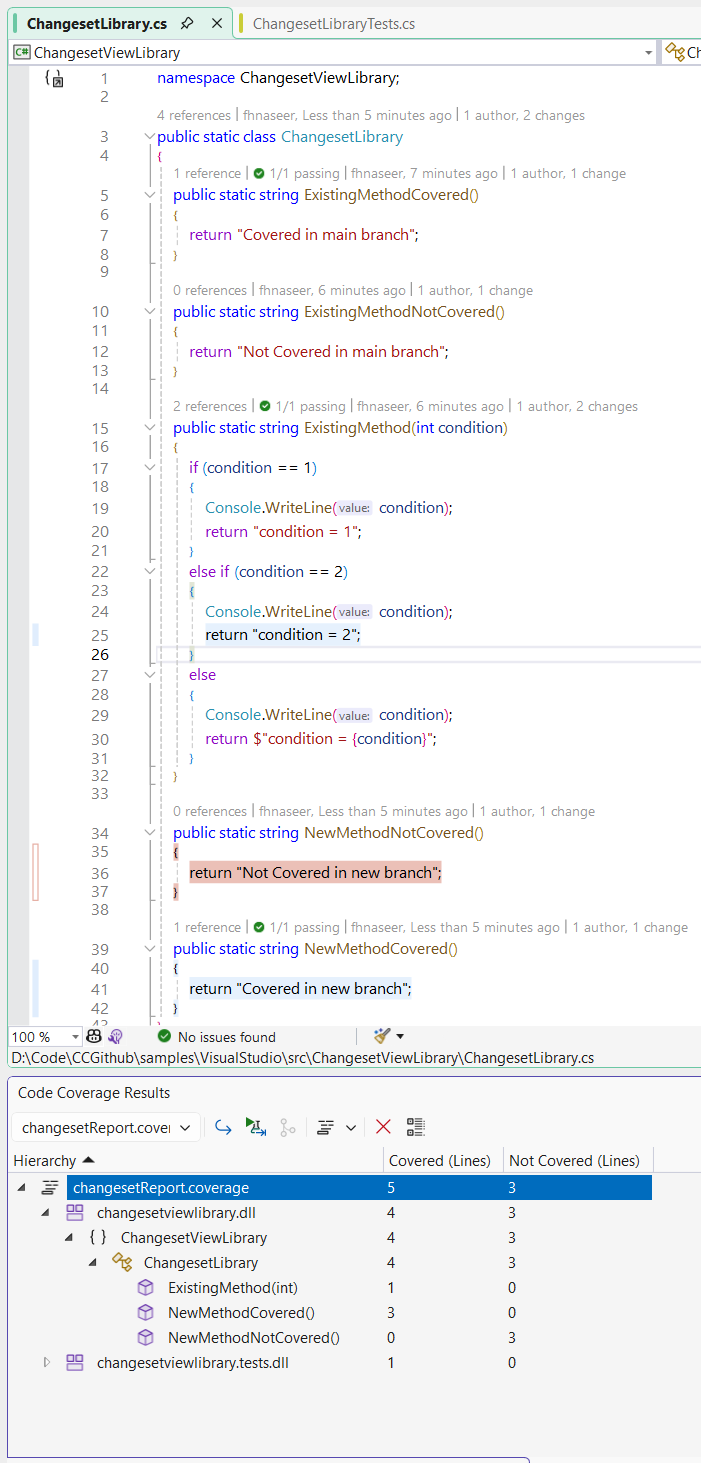 ChangesetLibrary.cs ChangesetLibraryTests.cs
C# ChangesetViewLibrary Ch
1 namespace ChangesetViewLibrary;
2
4 references | fhnaseer, Less than 5 minutes ago | 1 author, 2 changes
3 public static class ChangesetLibrary
4 {
1 reference | 1/1 passing | fhnaseer, 7 minutes ago | 1 author, 1 change
5 public static string ExistingMethodCovered()
6 {
7 return "Covered in main branch";
8 }
9
0 references | fhnaseer, 6 minutes ago | 1 author, 1 change
10 public static string ExistingMethodNotCovered()
11 {
12 return "Not Covered in main branch";
13 }
14
2 references | 1/1 passing | fhnaseer, 6 minutes ago | 1 author, 2 changes
15 public static string ExistingMethod(int condition)
16 {
17 if (condition == 1)
18 {
19 Console.WriteLine(value: condition);
20 return "condition = 1";
21 }
22 else if (condition == 2)
23 {
24 Console.WriteLine(value: condition);
25 return "condition = 2";
26 }
27 else
28 {
29 Console.WriteLine(value: condition);
30 return $"condition = {condition}";
31 }
32 }
33
0 references | fhnaseer, Less than 5 minutes ago | 1 author, 1 change
34 public static string NewMethodNotCovered()
35 {
36 return "Not Covered in new branch";
37 }
38
1 reference | 1/1 passing | fhnaseer, Less than 5 minutes ago | 1 author, 1 change
39 public static string NewMethodCovered()
40 {
41 return "Covered in new branch";
42 }
43 }
100 % No issues found
D:\Code\CCGithub\samples\VisualStudio\src\ChangesetViewLibrary\ChangesetLibrary.cs
Code Coverage Results
changesetReport.cover
Hierarchy Covered (Lines) Not Covered (Lines)
changesetReport.coverage 5 3
changesetviewlibrary.dll 4 3
{ } ChangesetViewLibrary 4 3
ChangesetLibrary 4 3
ExistingMethod(int) 1 0
NewMethodCovered() 3 0
NewMethodNotCovered() 0 3
changesetviewlibrary.tests.dll 1 0